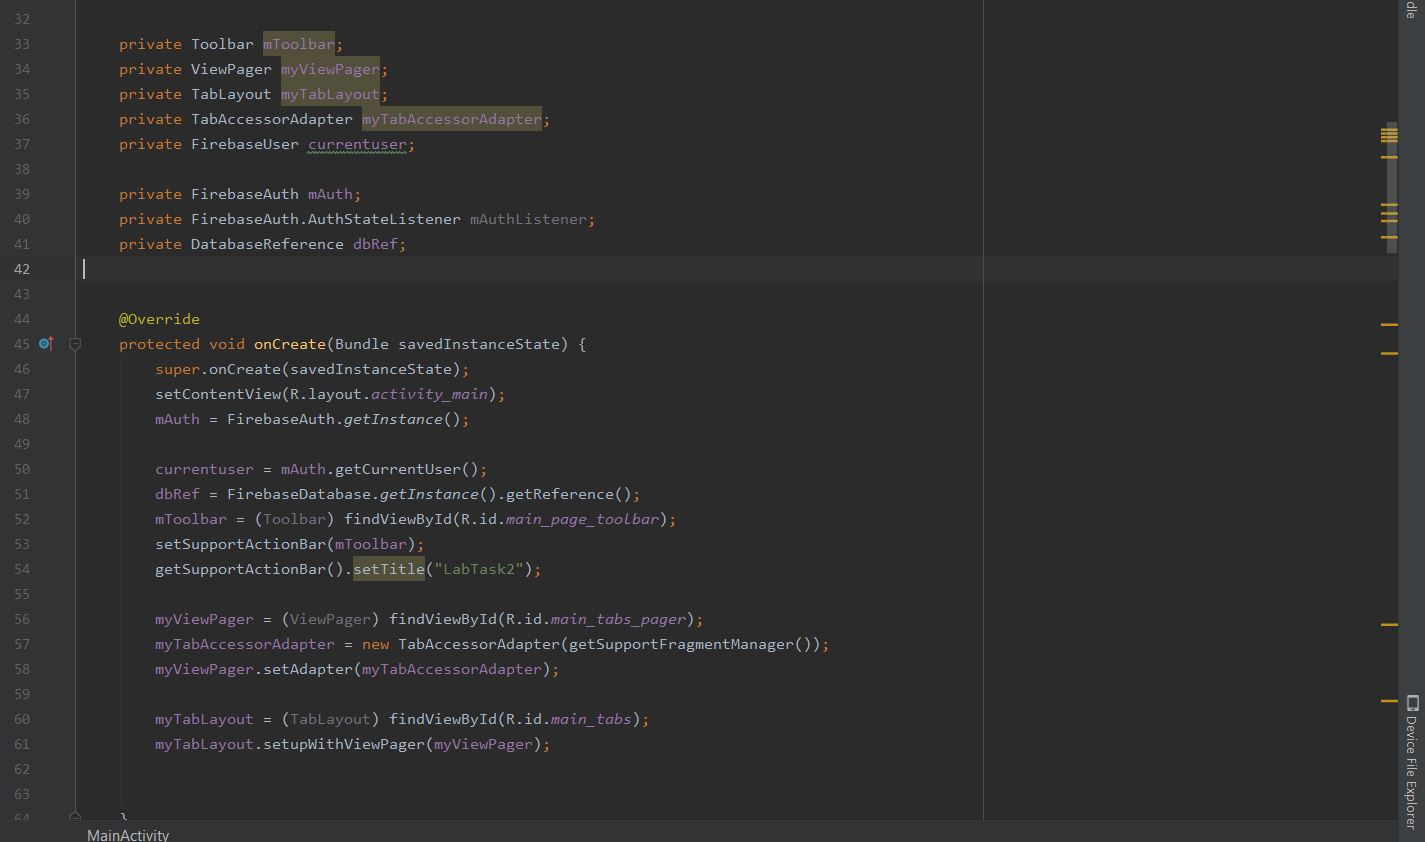 dle
32
33 private Toolbar mToolbar;
34 private ViewPager myViewPager;
35 private TabLayout myTabLayout;
36 private TabAccessorAdapter myTabAccessorAdapter;
37 private FirebaseUser currentuser;
38
39 private FirebaseAuth mAuth;
40 private FirebaseAuth.AuthStateListener mAuthListener;
41 private DatabaseReference dbRef;
42
43
44 @Override
45 protected void onCreate(Bundle savedInstanceState) {
46 super.onCreate(savedInstanceState);
47 setContentView(R.layout.activity_main);
48 mAuth = FirebaseAuth.getInstance();
49
50 currentuser = mAuth.getCurrentUser();
51 dbRef = FirebaseDatabase.getInstance().getReference();
52 mToolbar = (Toolbar) findViewById(R.id.main_page_toolbar);
53 setSupportActionBar(mToolbar);
54 getSupportActionBar().setTitle("LabTask2");
55
56 myViewPager = (ViewPager) findViewById(R.id.main_tabs_pager);
57 myTabAccessorAdapter = new TabAccessorAdapter(getSupportFragmentManager());
58 myViewPager.setAdapter(myTabAccessorAdapter);
59
60 myTabLayout = (TabLayout) findViewById(R.id.main_tabs);
61 myTabLayout.setupWithViewPager(myViewPager);
62
63
64 }
MainActivity
Device File Explorer